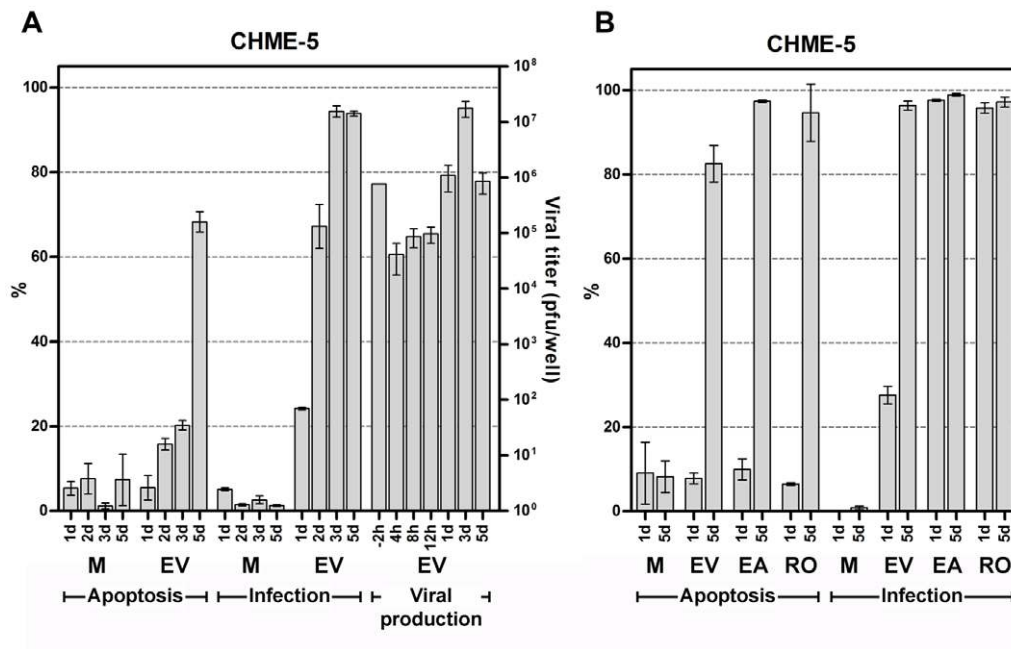 A
CHME-5
100
80
60
40
20
0
%
10⁸
10⁷
10⁶
10⁵
10⁴
10³
10²
10¹
10⁰
Viral titer (pfu/well)
1d 2d 3d 5d 1d 2d 3d 5d 1d 2d 3d 5d 1d 2d 3d 5d -2h 4h 8h 12h 1d 3d 5d
M EV M EV EV
Apoptosis Infection Viral
production
B
CHME-5
100
80
60
40
20
0
%
1d 5d 1d 5d 1d 5d 1d 5d 1d 5d 1d 5d 1d 5d 1d 5d
M EV EA RO M EV EA RO
Apoptosis Infection